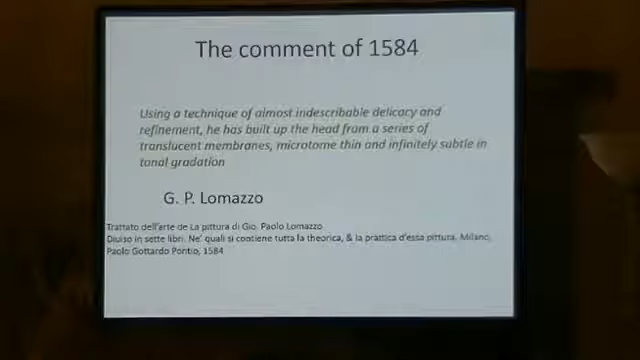 The comment of 1584
Using a technique of almost indescribable delicacy and
refinement, he has built up the head from a series of
translucent membranes, microtome thin and infinitely subtle in
tonal gradation
G. P. Lomazzo
Trattato dell'arte de La pittura di Gio. Paolo Lomazzo
Diuiso in sette libri. Ne' quali si contiene tutta la theorica, & la prattica d'essa pittura. Milano,
Paolo Gottardo Pontio, 1584